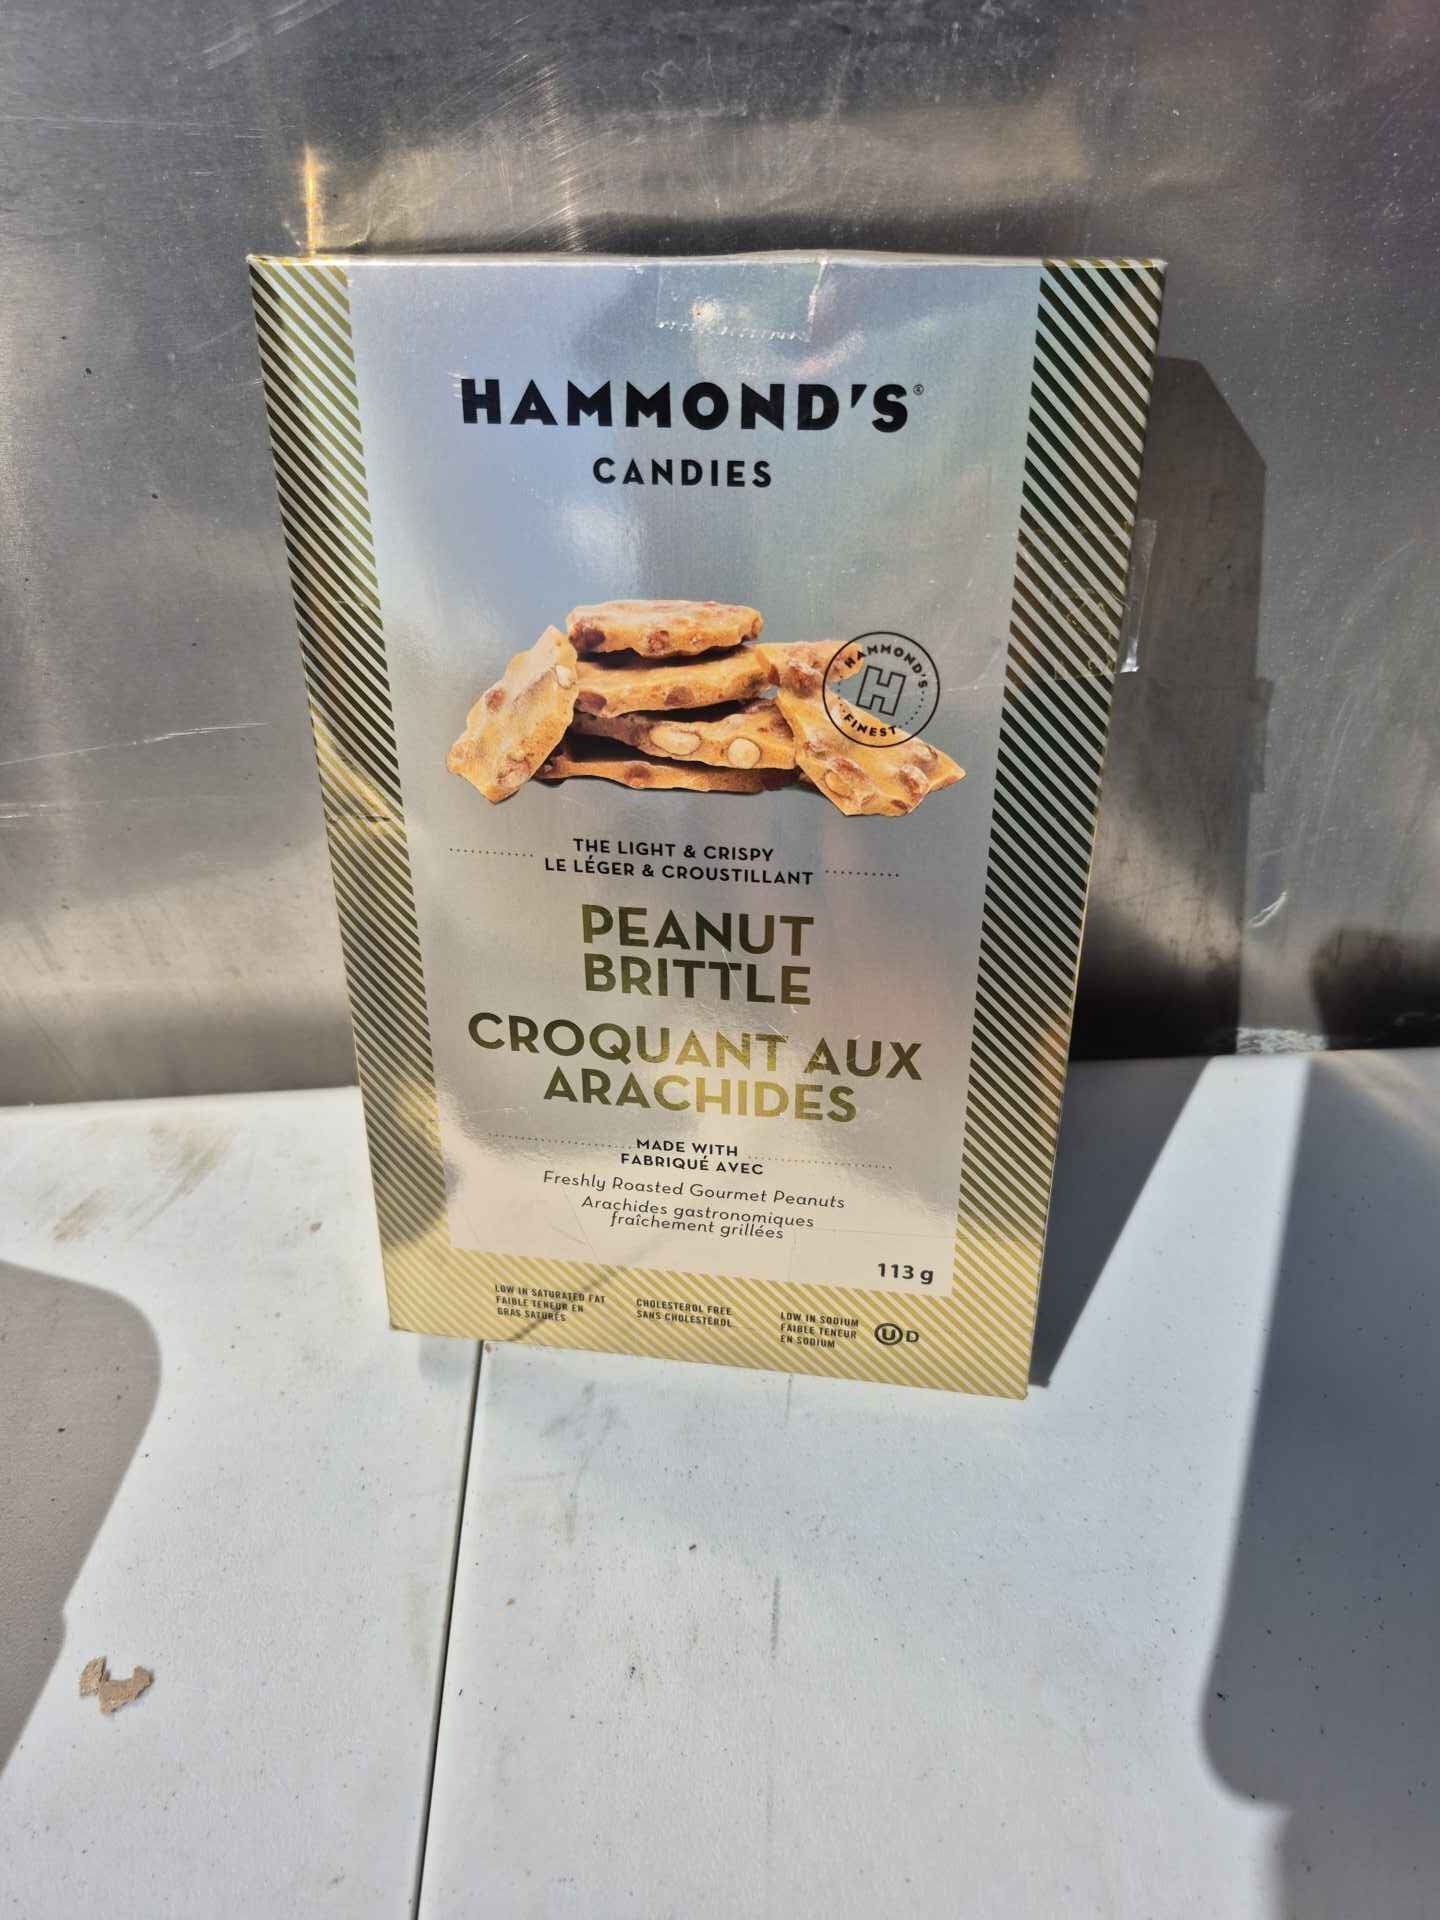 HAMMOND'S®
CANDIES
HAMMOND'S
H
FINEST
THE LIGHT & CRISPY
LE LÉGER & CROUSTILLANT
PEANUT
BRITTLE
CROQUANT AUX
ARACHIDES
MADE WITH
FABRIQUÉ AVEC
Freshly Roasted Gourmet Peanuts
Arachides gastronomiques
fraîchement grillées
113 g
LOW IN SATURATED FAT
FAIBLE TENEUR EN
GRAS SATURÉS
CHOLESTEROL FREE
SANS CHOLESTÉROL
LOW IN SODIUM
FAIBLE TENEUR
EN SODIUM
U D